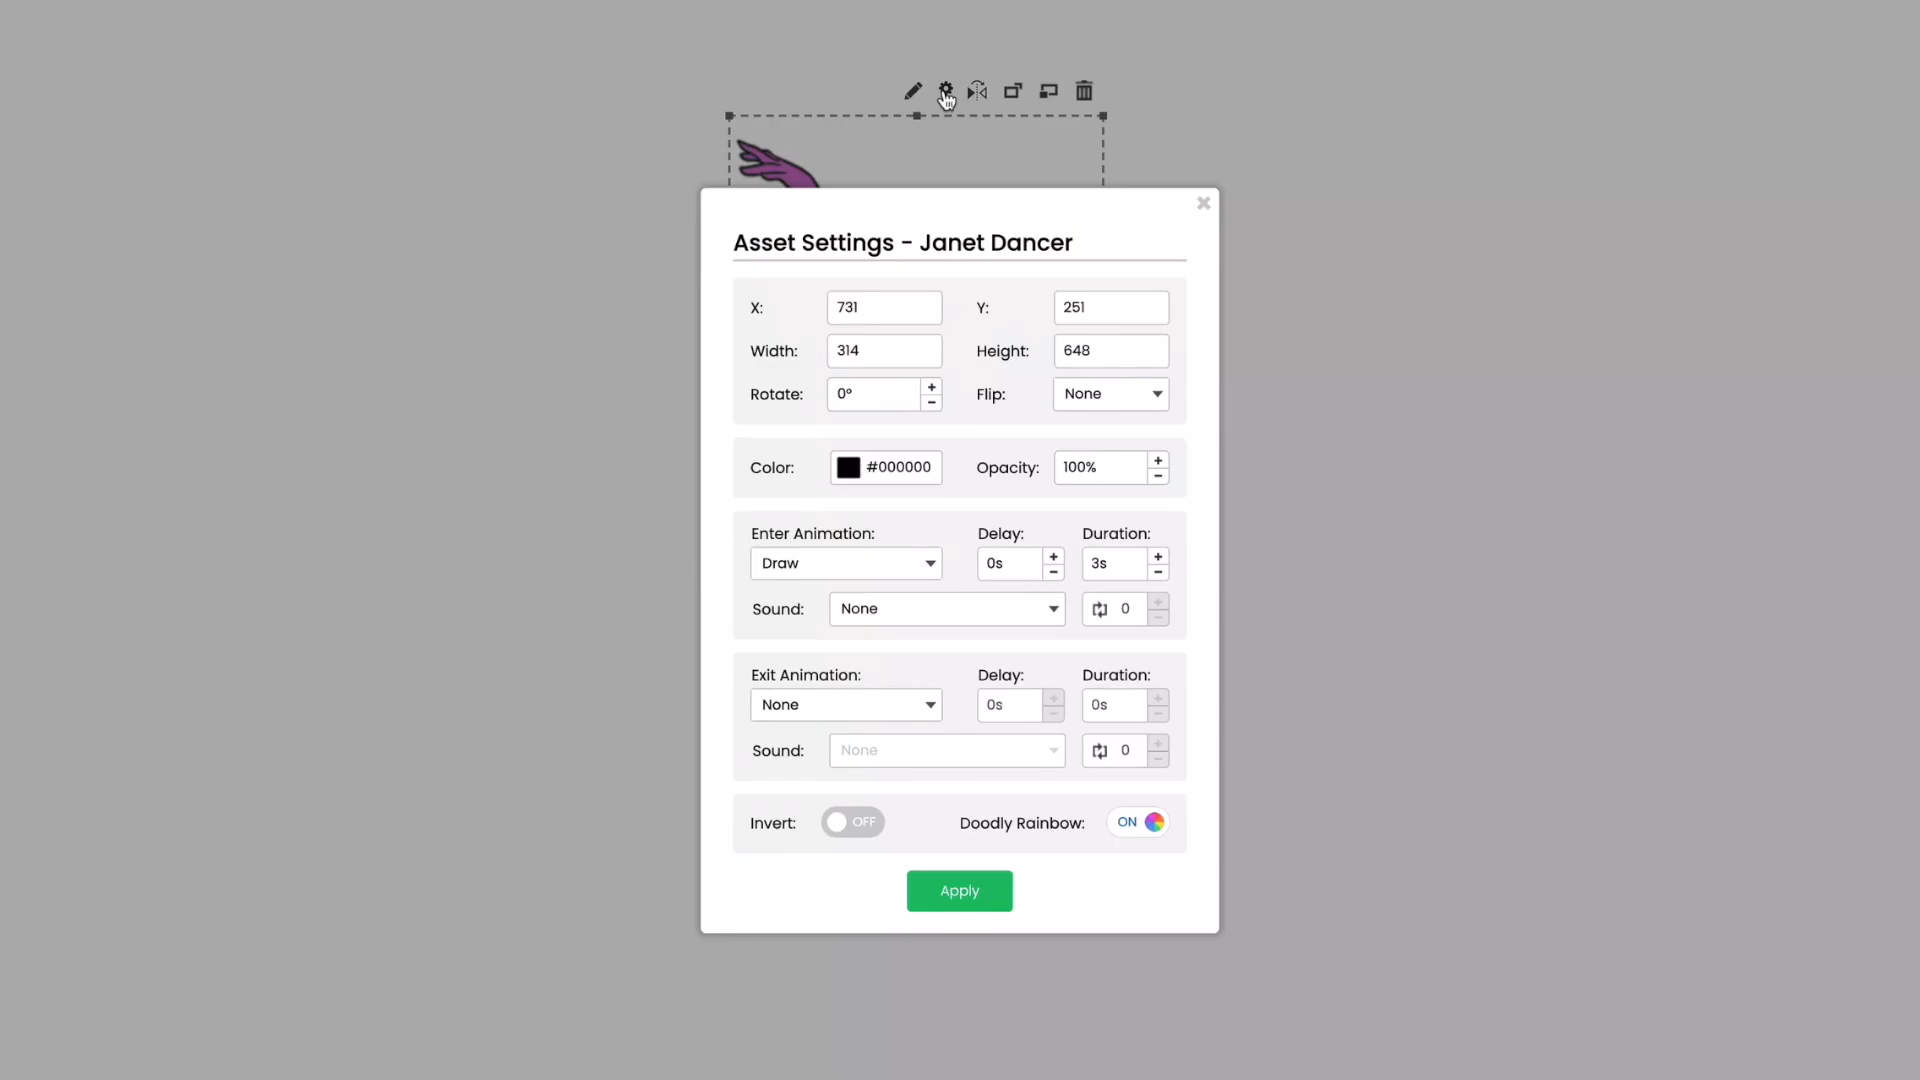 Asset Settings - Janet Dancer
X: 731 Y: 251
Width: 314 Height: 648
Rotate: 0° + − Flip: None
Color: #000000 Opacity: 100% + −
Enter Animation: Delay: Duration:
Draw 0s + − 3s + −
Sound: None 0 + −
Exit Animation: Delay: Duration:
None 0s + − 0s + −
Sound: None 0 + −
Invert: OFF Doodly Rainbow: ON
Apply